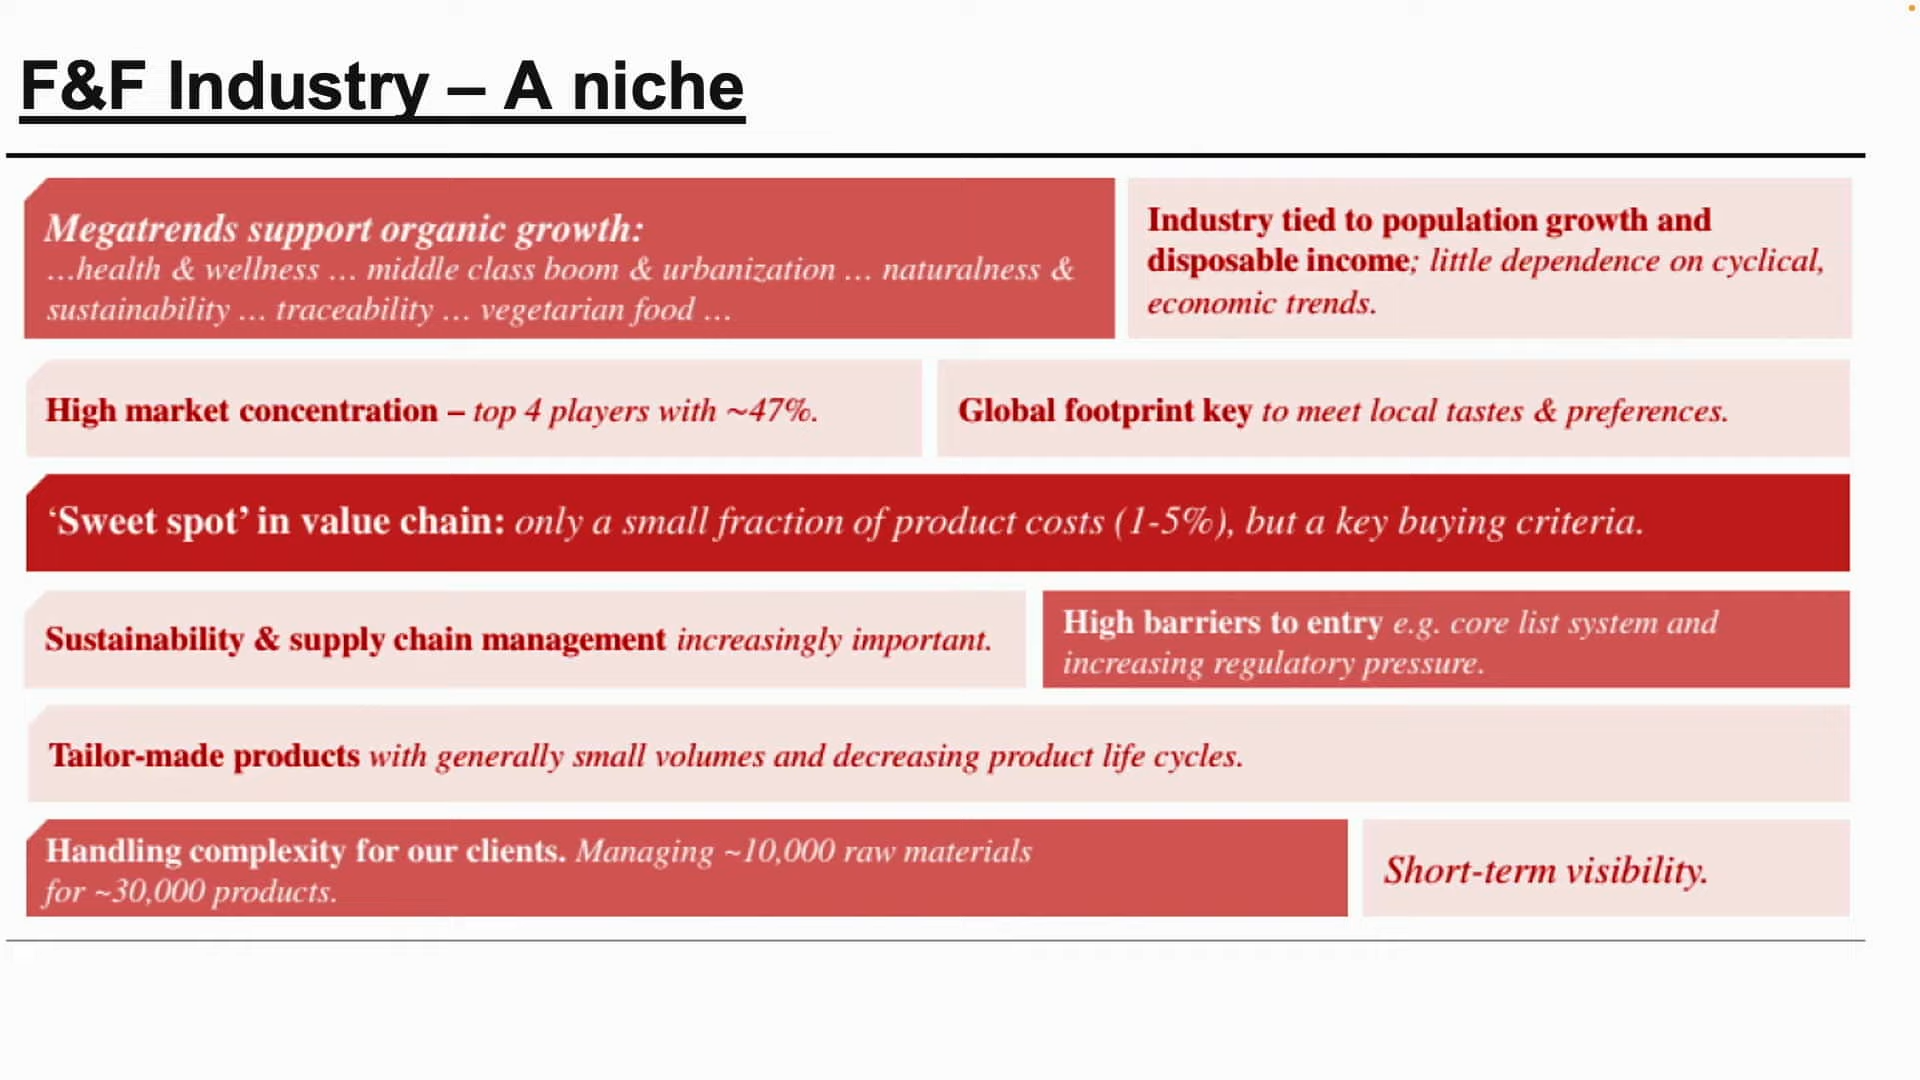 F&F Industry – A niche
Megatrends support organic growth:
…health & wellness … middle class boom & urbanization … naturalness &
sustainability … traceability … vegetarian food …
Industry tied to population growth and
disposable income; little dependence on cyclical,
economic trends.
High market concentration – top 4 players with ~47%.
Global footprint key to meet local tastes & preferences.
‘Sweet spot’ in value chain: only a small fraction of product costs (1-5%), but a key buying criteria.
Sustainability & supply chain management increasingly important.
High barriers to entry e.g. core list system and
increasing regulatory pressure.
Tailor-made products with generally small volumes and decreasing product life cycles.
Handling complexity for our clients. Managing ~10,000 raw materials
for ~30,000 products.
Short-term visibility.